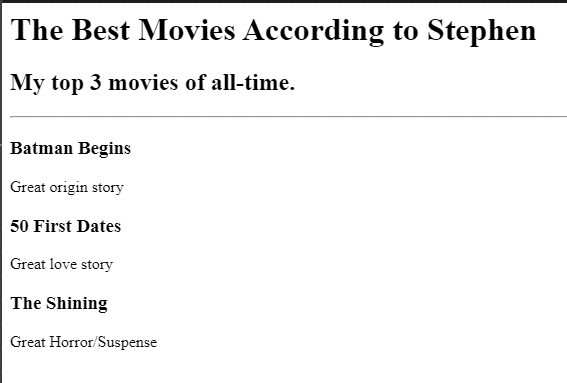 The Best Movies According to Stephen
My top 3 movies of all-time.
Batman Begins
Great origin story
50 First Dates
Great love story
The Shining
Great Horror/Suspense